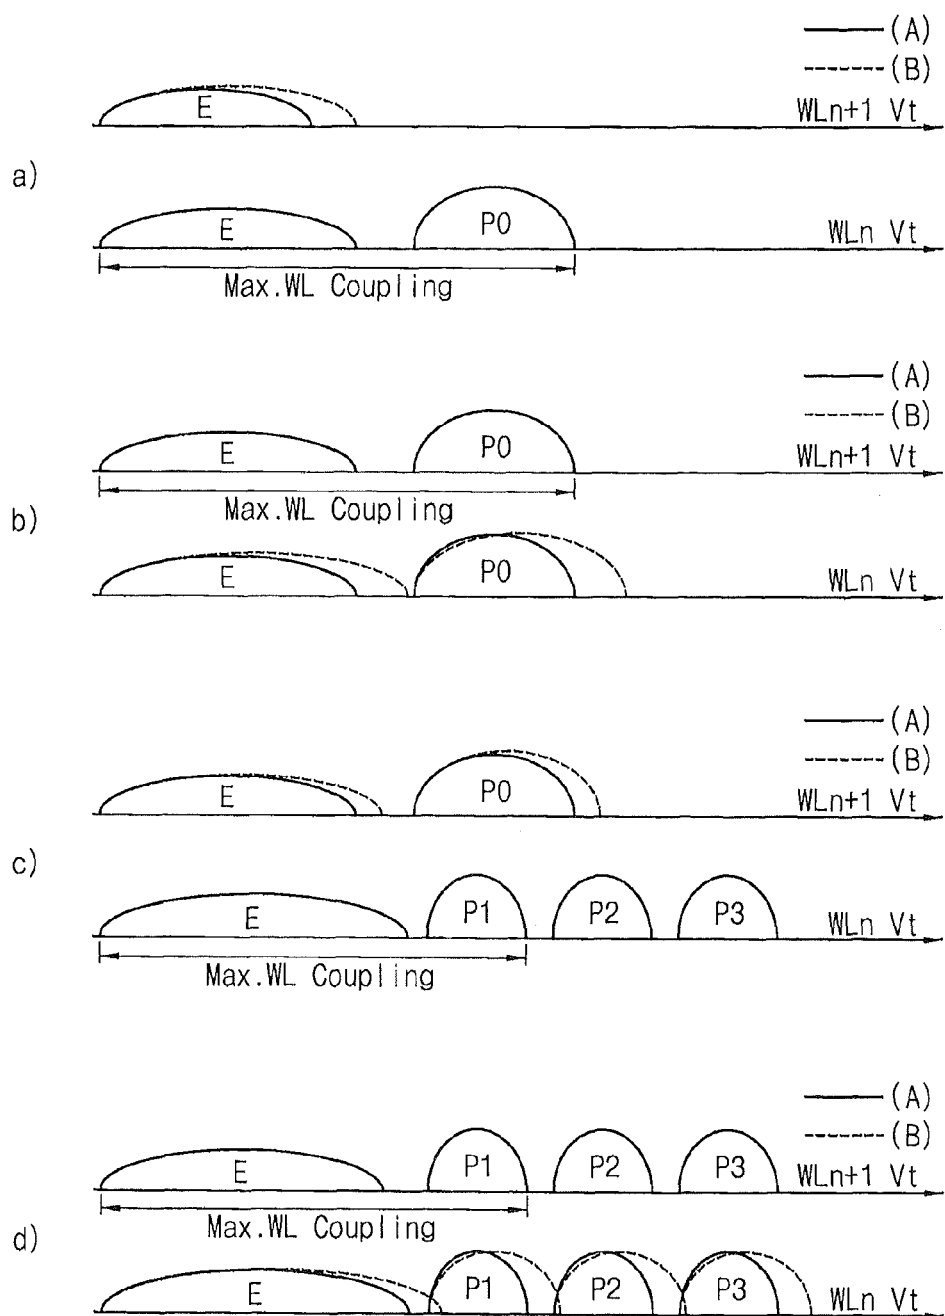 (A)
(B)
E
WLn+1 Vt
a)
E
P0
WLn Vt
Max.WL Coupling
(A)
(B)
E
P0
WLn+1 Vt
Max.WL Coupling
b)
E
P0
WLn Vt
(A)
(B)
E
P0
WLn+1 Vt
c)
E
P1
P2
P3
WLn Vt
Max.WL Coupling
(A)
(B)
E
P1
P2
P3
WLn+1 Vt
Max.WL Coupling
d)
E
P1
P2
P3
WLn Vt